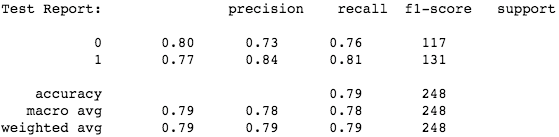 Test Report: precision recall f1-score support
0 0.80 0.73 0.76 117
1 0.77 0.84 0.81 131
accuracy 0.79 248
macro avg 0.79 0.78 0.78 248
weighted avg 0.79 0.79 0.79 248